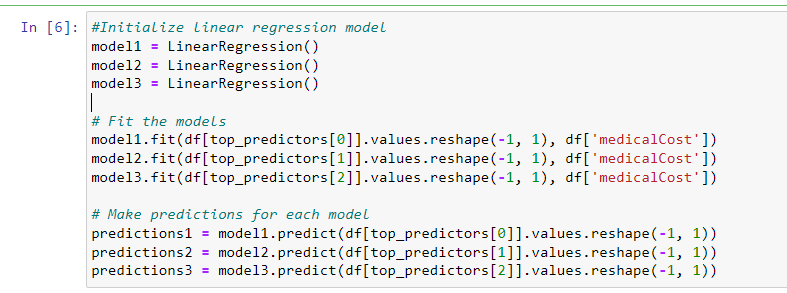 In [6]: #Initialize linear regression model
model1 = LinearRegression()
model2 = LinearRegression()
model3 = LinearRegression()
# Fit the models
model1.fit(df[top_predictors[0]].values.reshape(-1, 1), df['medicalCost'])
model2.fit(df[top_predictors[1]].values.reshape(-1, 1), df['medicalCost'])
model3.fit(df[top_predictors[2]].values.reshape(-1, 1), df['medicalCost'])
# Make predictions for each model
predictions1 = model1.predict(df[top_predictors[0]].values.reshape(-1, 1))
predictions2 = model2.predict(df[top_predictors[1]].values.reshape(-1, 1))
predictions3 = model3.predict(df[top_predictors[2]].values.reshape(-1, 1))